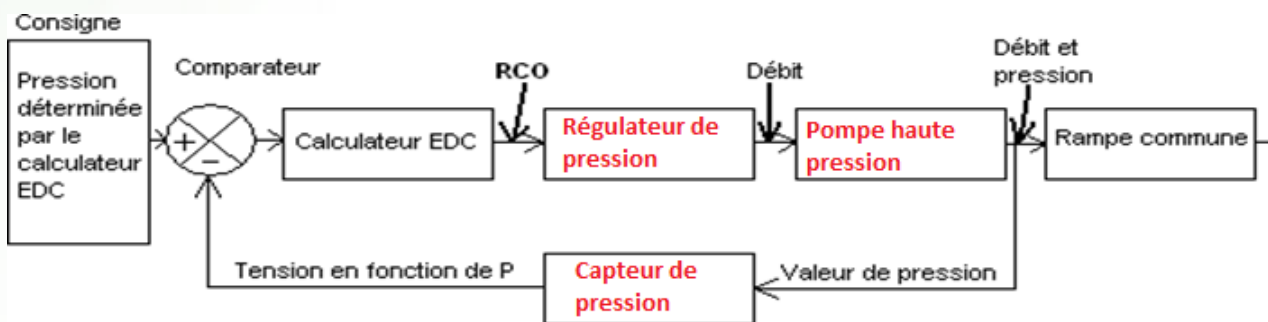 Consigne
Pression
déterminée
par le
calculateur
EDC
Comparateur
+
−
Calculateur EDC
RCO
Régulateur de
pression
Débit
Pompe haute
pression
Débit et
pression
Rampe commune
Tension en fonction de P
Capteur de
pression
Valeur de pression